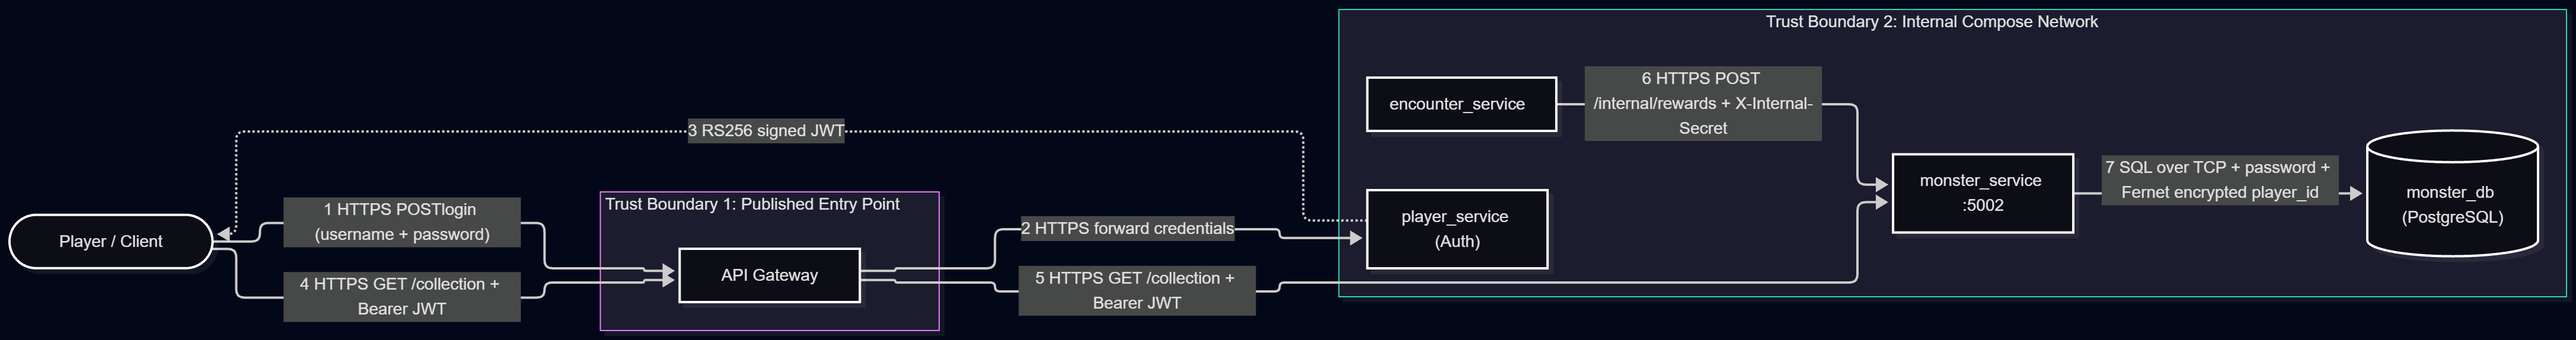 Trust Boundary 2: Internal Compose Network
6 HTTPS POST
/internal/rewards + X-Internal-
Secret
encounter_service
3 RS256 signed JWT
monster_service
:5002
7 SQL over TCP + password +
Fernet encrypted player_id
monster_db
(PostgreSQL)
Trust Boundary 1: Published Entry Point
1 HTTPS POSTlogin
(username + password)
player_service
(Auth)
2 HTTPS forward credentials
Player / Client
API Gateway
4 HTTPS GET /collection +
Bearer JWT
5 HTTPS GET /collection +
Bearer JWT